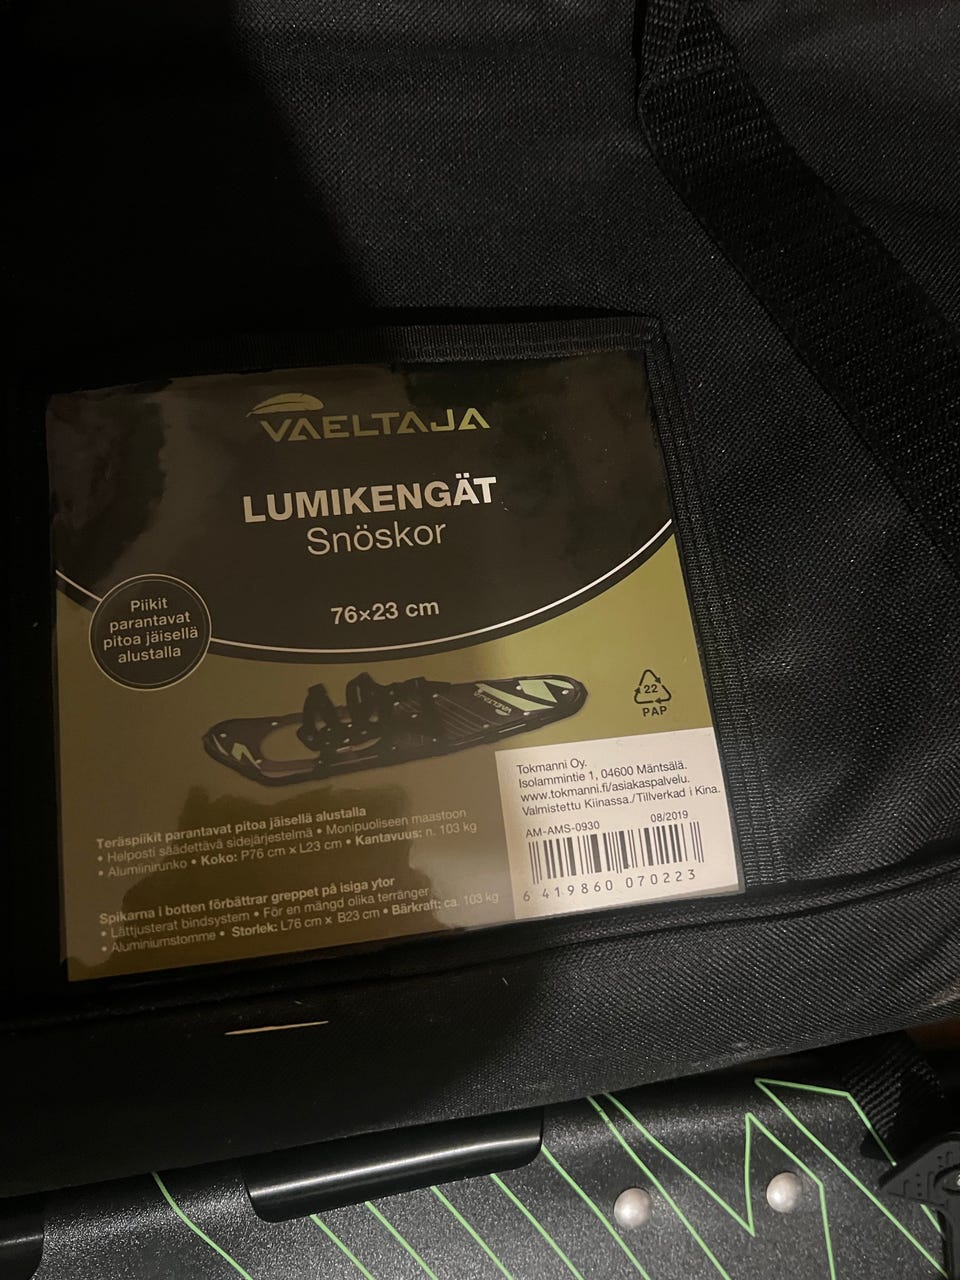 VAELTAJA
LUMIKENGÄT
Snöskor
76×23 cm
Piikit
parantavat
pitoa jäisellä
alustalla
VAELTAJA
22
PAP
Teräspiikit parantavat pitoa jäisellä alustalla
• Helposti säädettävä sidejärjestelmä • Monipuoliseen maastoon
• Alumiinirunko • Koko: P76 cm x L23 cm • Kantavuus: n. 103 kg
Spikarna i botten förbättrar greppet på isiga ytor
• Lättjusterat bindsystem • För en mängd olika terränger
• Aluminiumstomme • Storlek: L76 cm × B23 cm • Bärkraft: ca. 103 kg
Tokmanni Oy.
Isolammintie 1, 04600 Mäntsälä.
www.tokmanni.fi/asiakaspalvelu.
Valmistettu Kiinassa./Tillverkad i Kina.
AM-AMS-0930 08/2019
6 419860 070223